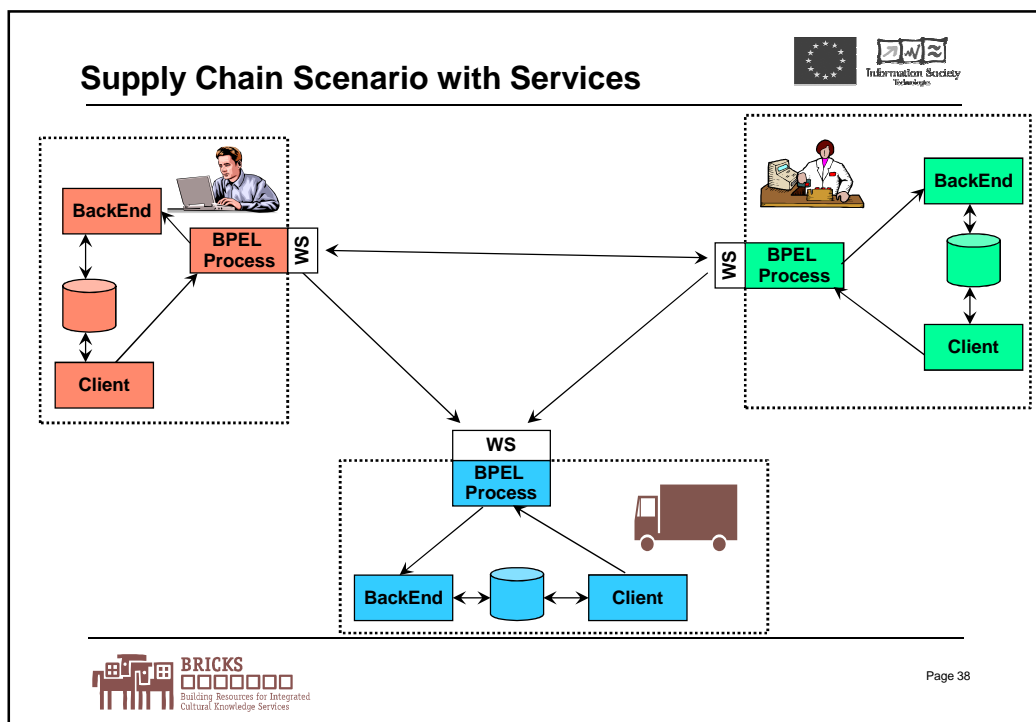 Supply Chain Scenario with Services
Information Society
Technologies
BackEnd
BPEL
Process
WS
Client
WS
BPEL
Process
BackEnd
Client
WS
BPEL
Process
BackEnd
Client
BRICKS
Building Resources for Integrated
Cultural Knowledge Services
Page 38